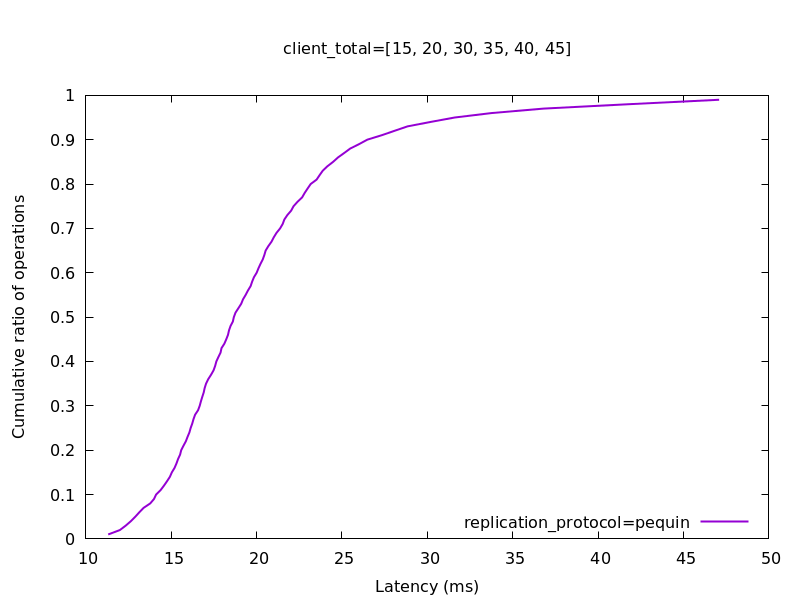 client_total=[15, 20, 30, 35, 40, 45]
1
0.9
0.8
0.7
0.6
0.5
0.4
0.3
0.2
0.1
0
Cumulative ratio of operations
replication_protocol=pequin
10 15 20 25 30 35 40 45 50
Latency (ms)